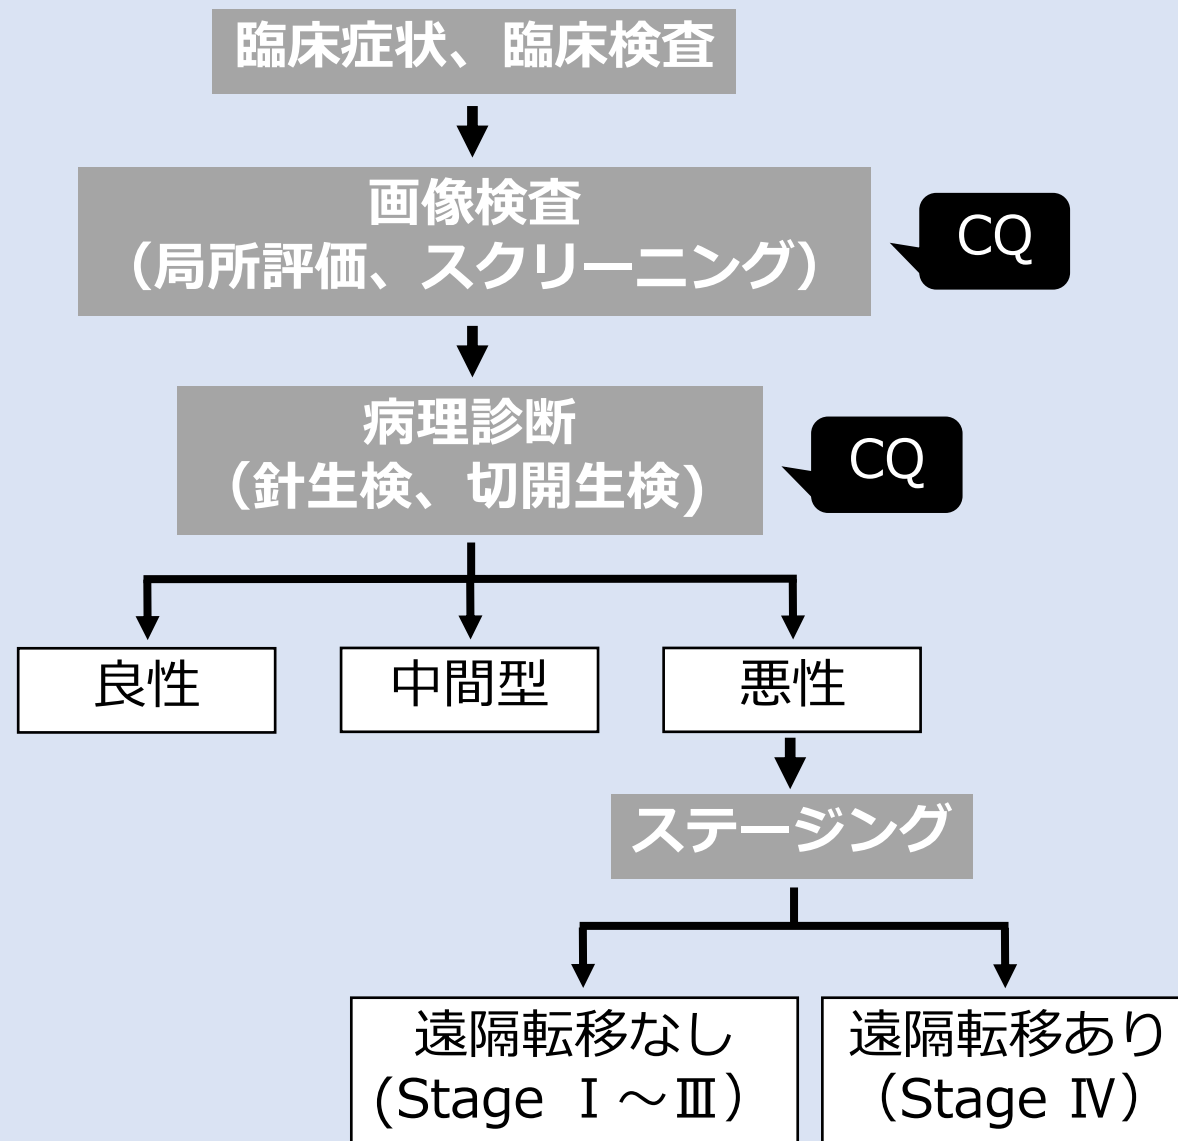 臨床症状、臨床検査
画像検査
（局所評価、スクリーニング）
CQ
病理診断
（針生検、切開生検)
CQ
良性
中間型
悪性
ステージング
遠隔転移なし
(Stage Ⅰ～Ⅲ）
遠隔転移あり
（Stage Ⅳ）